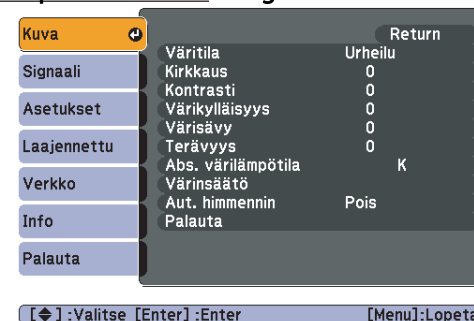 Kuva
Signaali
Asetukset
Laajennettu
Verkko
Info
Palauta
Return
Väritila Urheilu
Kirkkaus 0
Kontrasti 0
Värikylläisyys 0
Värisävy 0
Terävyys 0
Abs. värilämpötila K
Värinsäätö
Aut. himmennin Pois
Palauta
[◆] :Valitse [Enter] :Enter [Menu]:Lopeta